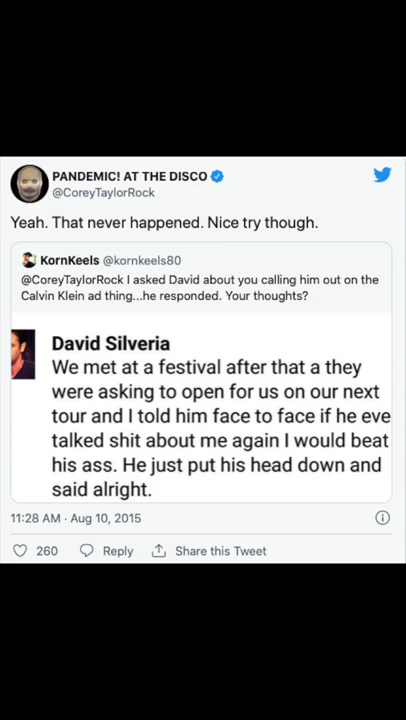 PANDEMIC! AT THE DISCO
@CoreyTaylorRock
Yeah. That never happened. Nice try though.
KornKeels @kornkeels80
@CoreyTaylorRock I asked David about you calling him out on the
Calvin Klein ad thing...he responded. Your thoughts?
David Silveria
We met at a festival after that a they
were asking to open for us on our next
tour and I told him face to face if he eve
talked shit about me again I would beat
his ass. He just put his head down and
said alright.
11:28 AM · Aug 10, 2015
260 Reply Share this Tweet